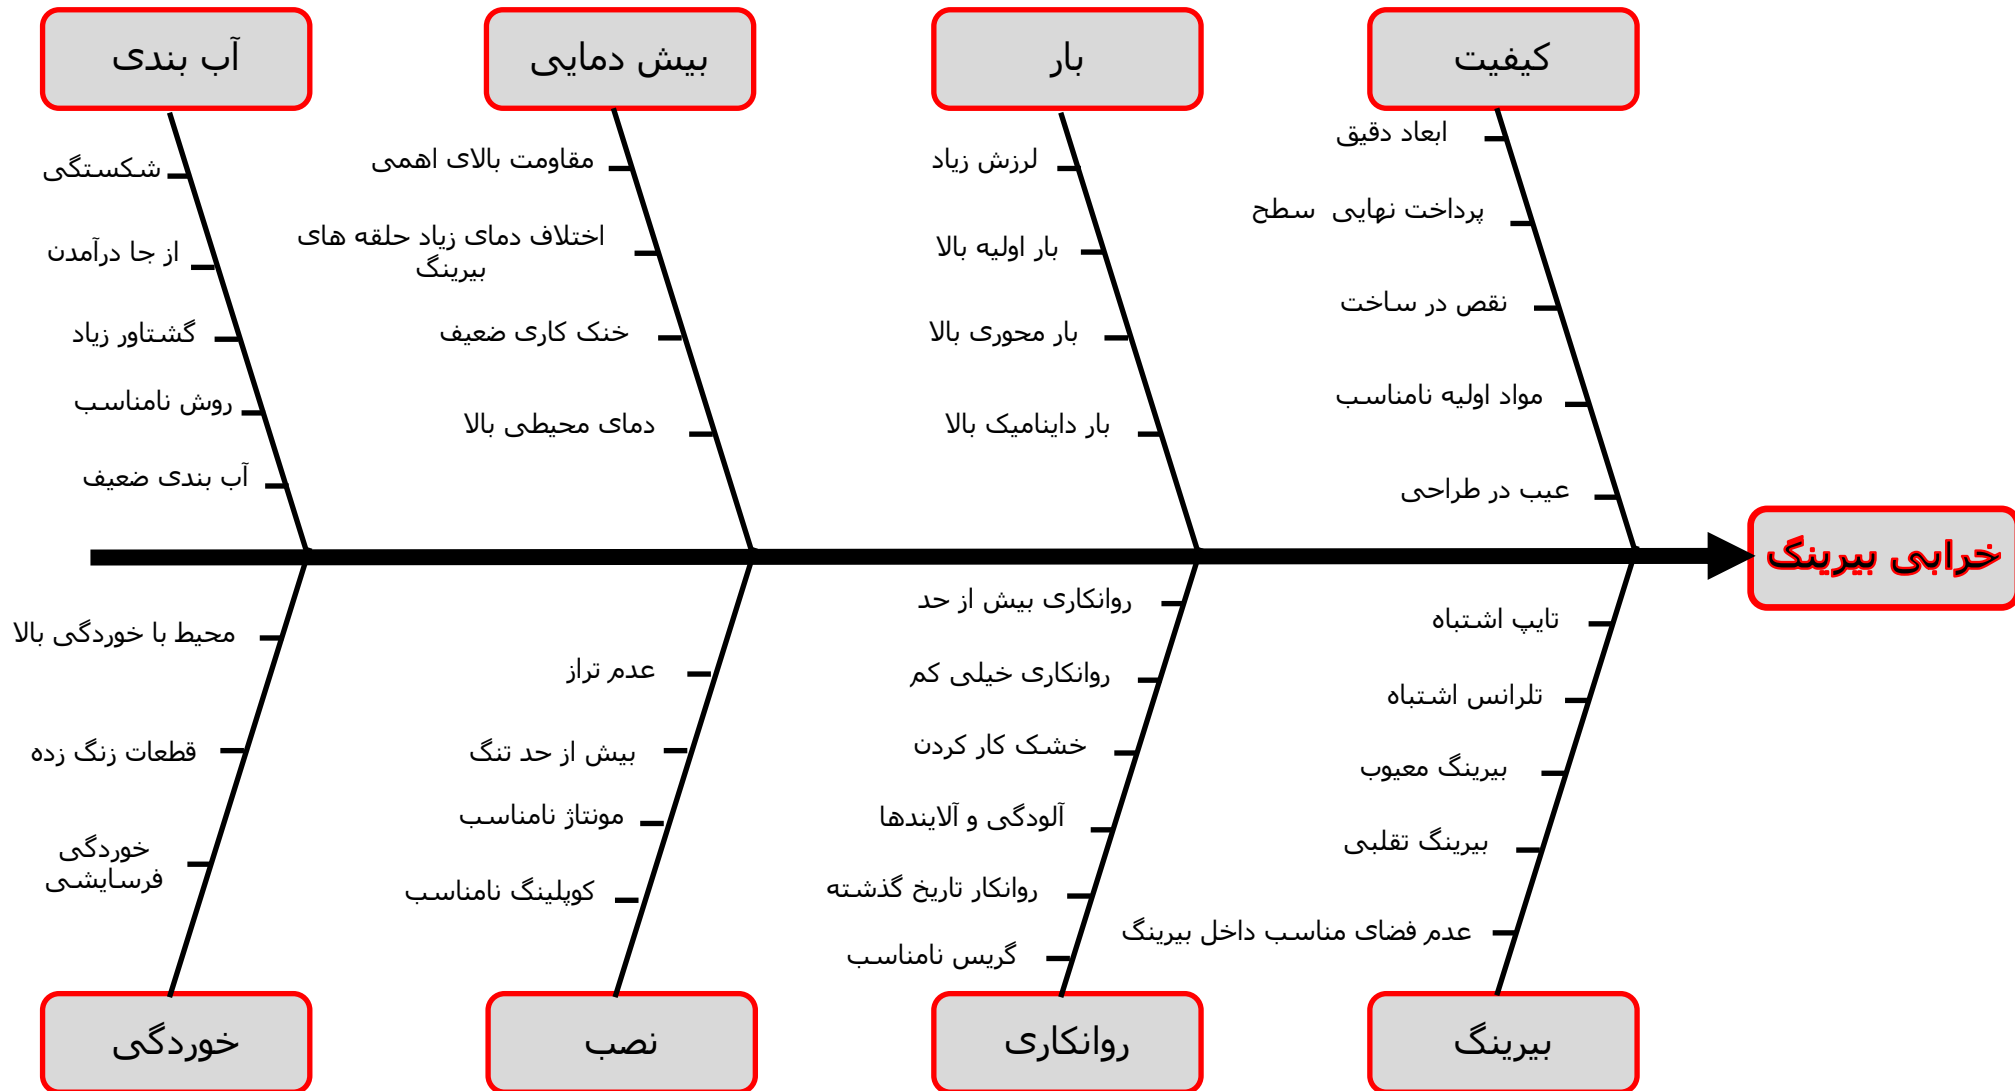 کیفیت
ابعاد دقیق
پرداخت نهایی سطح
نقص در ساخت
مواد اولیه نامناسب
عیب در طراحی
بار
لرزش زیاد
بار اولیه بالا
بار محوری بالا
بار داینامیک بالا
بیش دمایی
مقاومت بالای اهمی
اختلاف دمای زیاد حلقه های
بیرینگ
خنک کاری ضعیف
دمای محیطی بالا
آب بندی
شکستگی
از جا درآمدن
گشتاور زیاد
روش نامناسب
آب بندی ضعیف
خرابی بیرینگ
تایپ اشتباه
تلرانس اشتباه
بیرینگ معیوب
بیرینگ تقلبی
عدم فضای مناسب داخل بیرینگ
بیرینگ
روانکاری بیش از حد
روانکاری خیلی کم
خشک کار کردن
آلودگی و آلایندها
روانکار تاریخ گذشته
گریس نامناسب
روانکاری
عدم تراز
بیش از حد تنگ
مونتاژ نامناسب
کوپلینگ نامناسب
نصب
محیط با خوردگی بالا
قطعات زنگ زده
خوردگی
فرسایشی
خوردگی